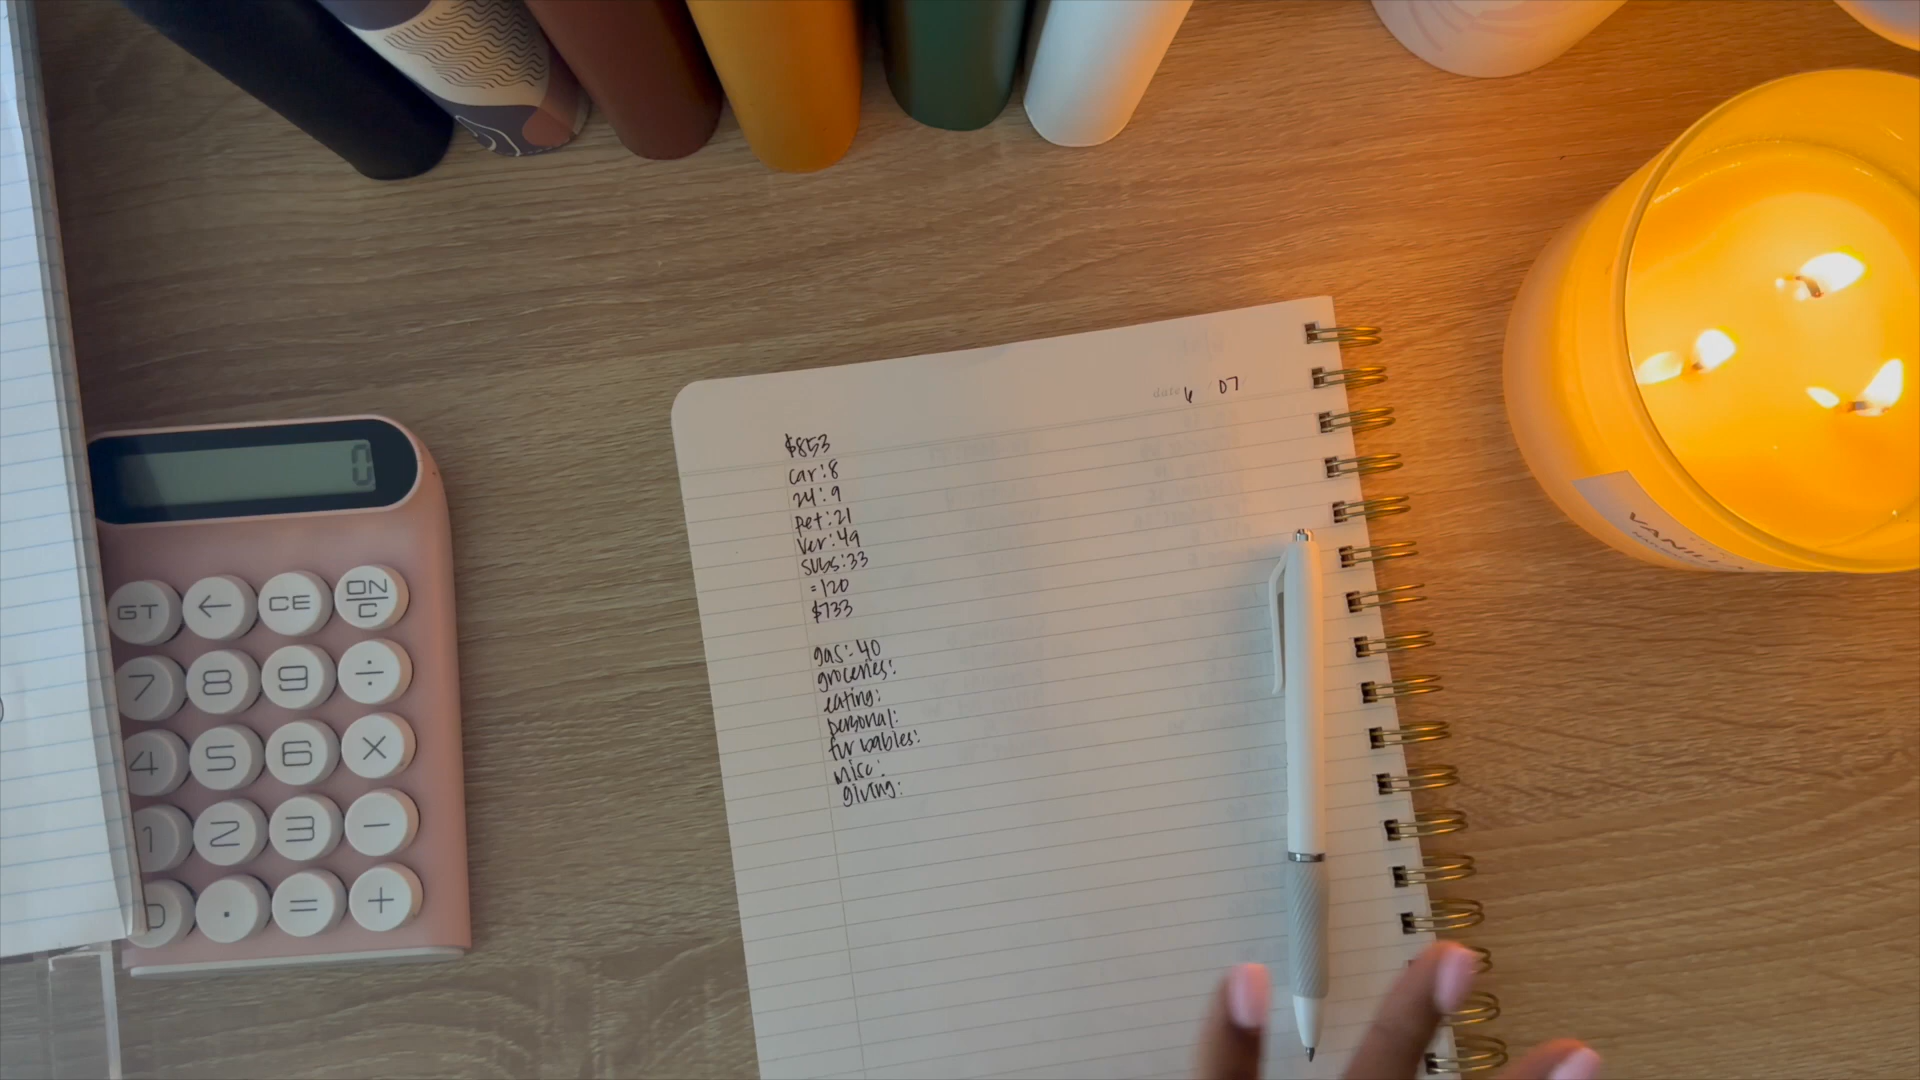 date 6 / 07
$853
car: 8
24: 9
pet: 21
ver: 49
subs: 33
= 120
$733
gas: 40
groceries:
eating:
personal:
fur babies:
misc:
giving:
0
GT ← CE ON/C
7 8 9 ÷
4 5 6 ×
1 2 3 −
0 . = +